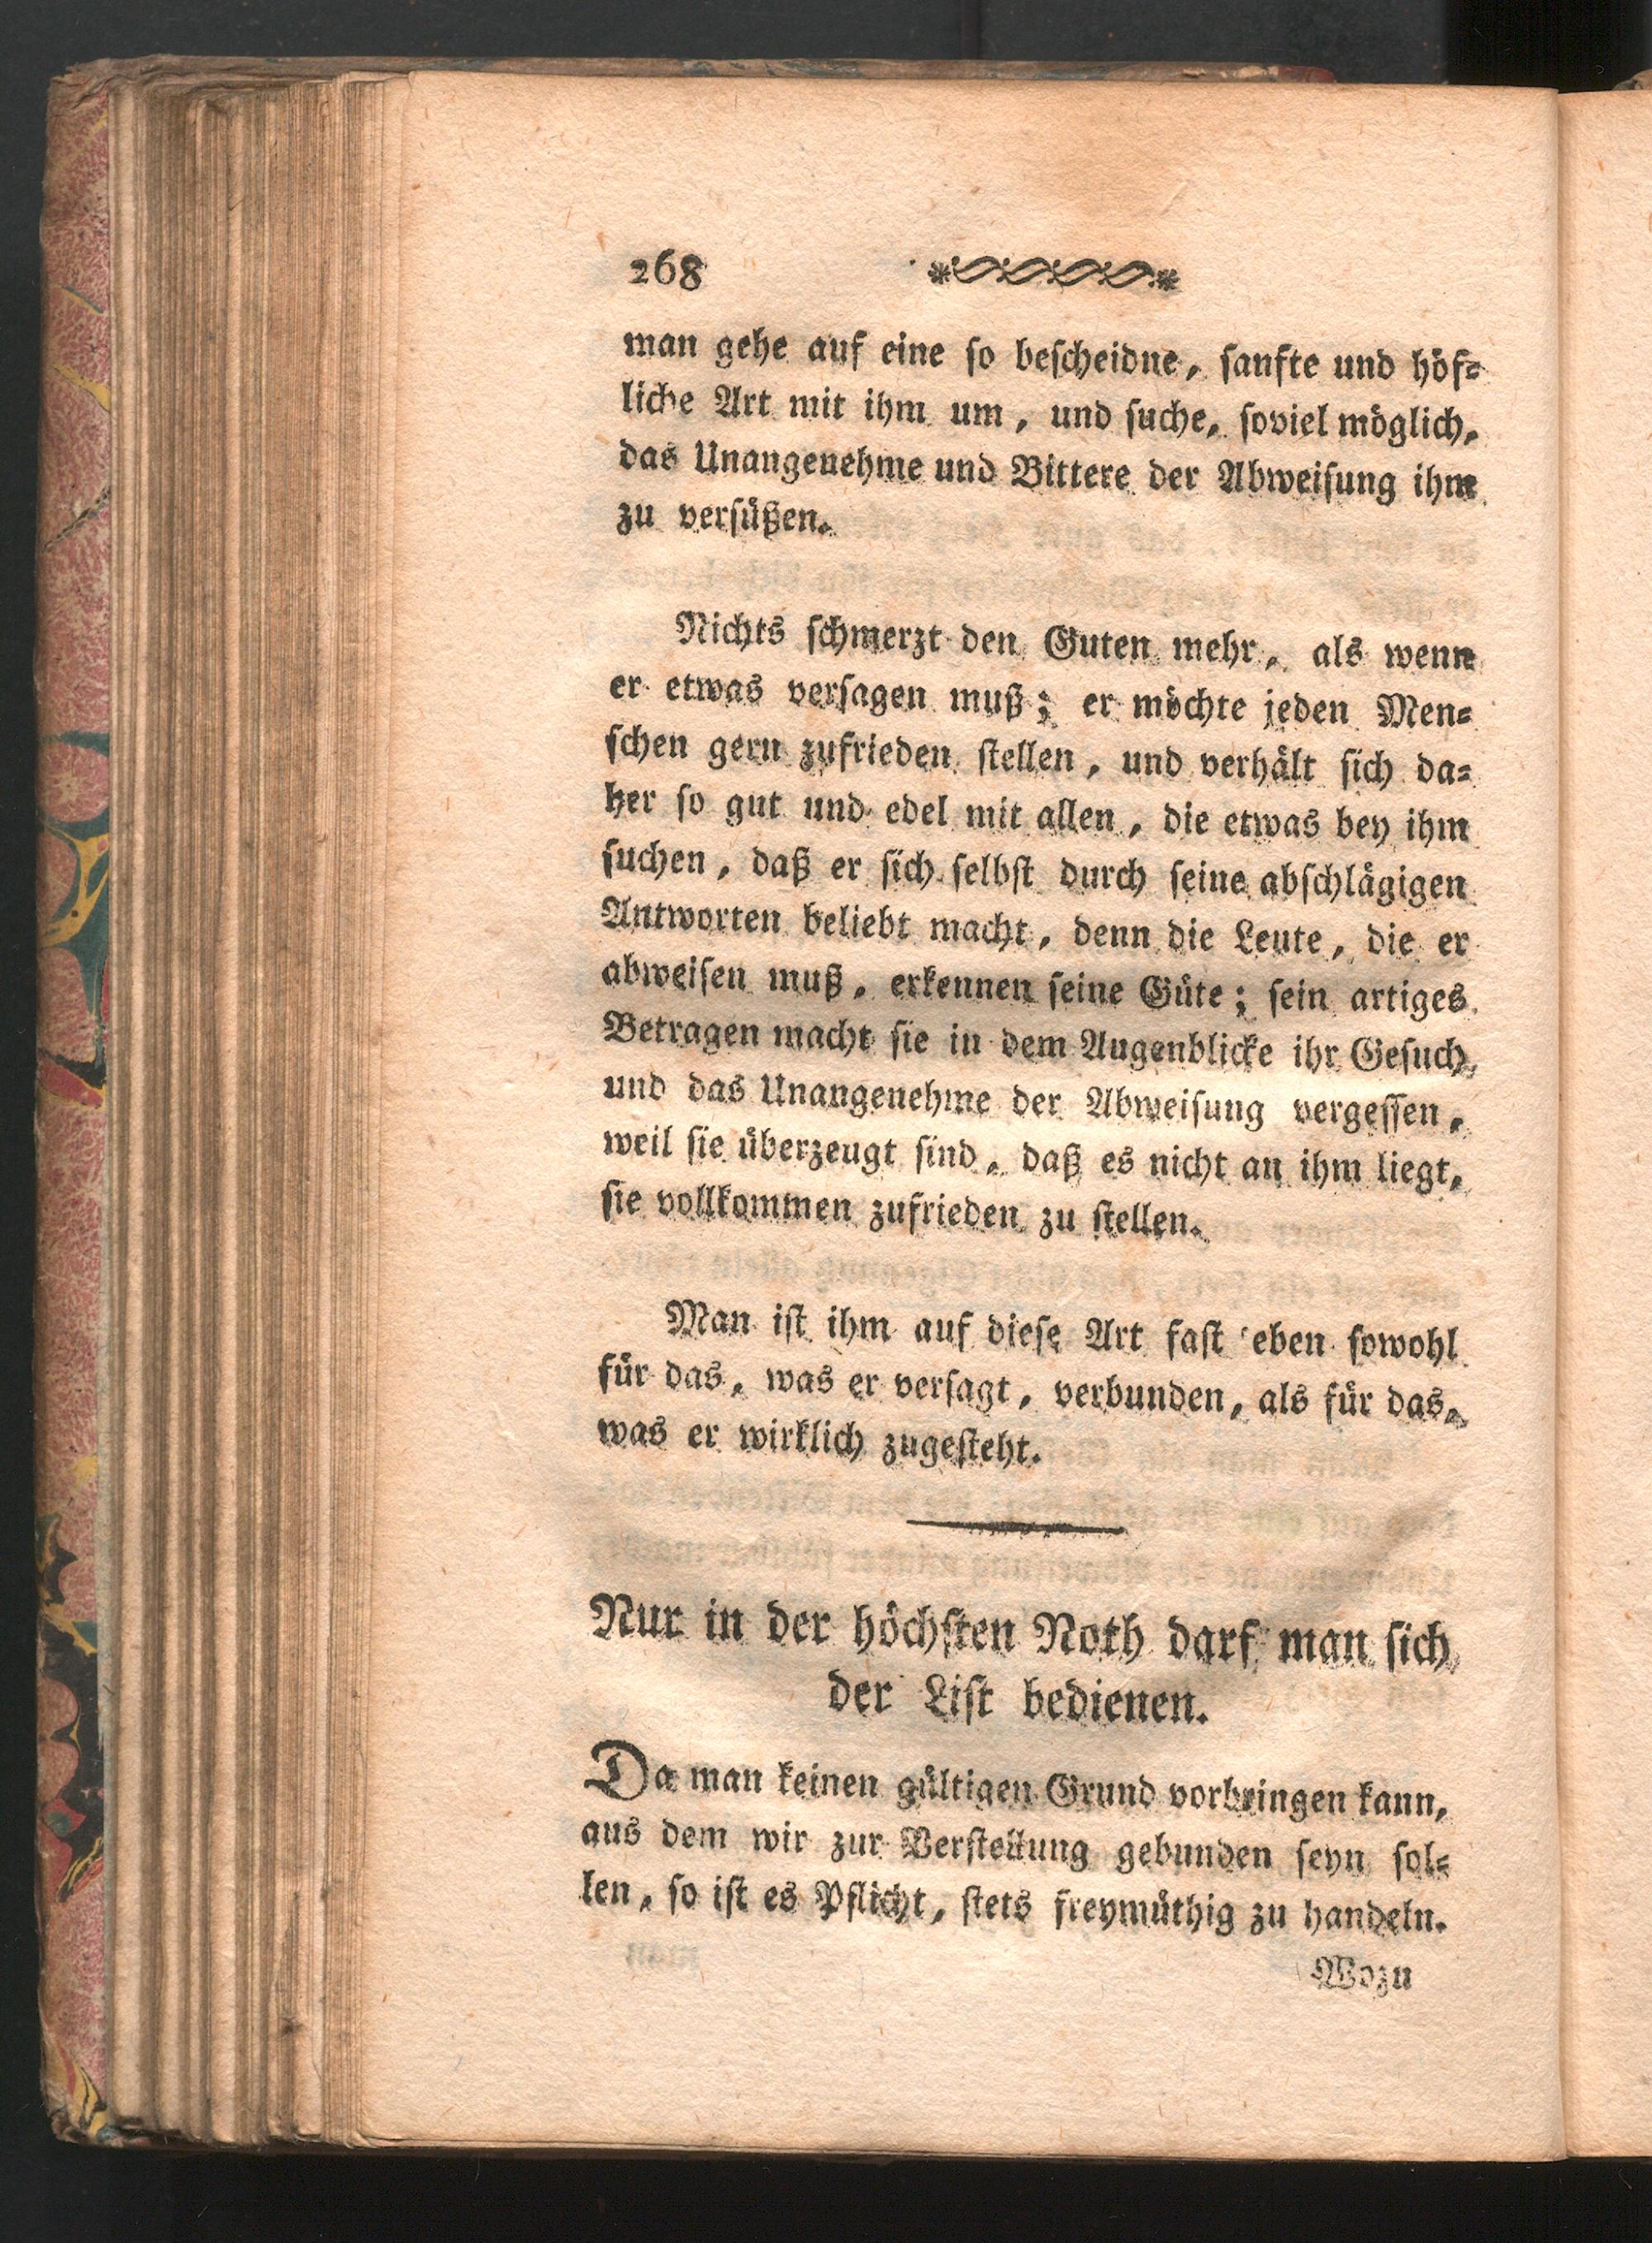 268
man gehe auf eine so bescheidne, sanfte und höf=
liche Art mit ihm um, und suche, soviel möglich,
das Unangenehme und Bittere der Abweisung ihm
zu versüßen.
Nichts schmerzt den Guten mehr, als wenn
er etwas versagen muß; er möchte jeden Men=
schen gern zufrieden stellen, und verhält sich da=
her so gut und edel mit allen, die etwas bey ihm
suchen, daß er sich selbst durch seine abschlägigen
Antworten beliebt macht, denn die Leute, die er
abweisen muß, erkennen seine Güte; sein artiges
Betragen macht sie in dem Augenblicke ihr Gesuch,
und das Unangenehme der Abweisung vergessen,
weil sie überzeugt sind, daß es nicht an ihm liegt,
sie vollkommen zufrieden zu stellen.
Man ist ihm auf diese Art fast eben sowohl
für das, was er versagt, verbunden, als für das,
was er wirklich zugesteht.
Nur in der höchsten Noth darf man sich
der List bedienen.
Da man keinen gültigen Grund vorbringen kann,
aus dem wir zur Verstellung gebunden seyn sol=
len, so ist es Pflicht, stets freymüthig zu handeln.
Wozu